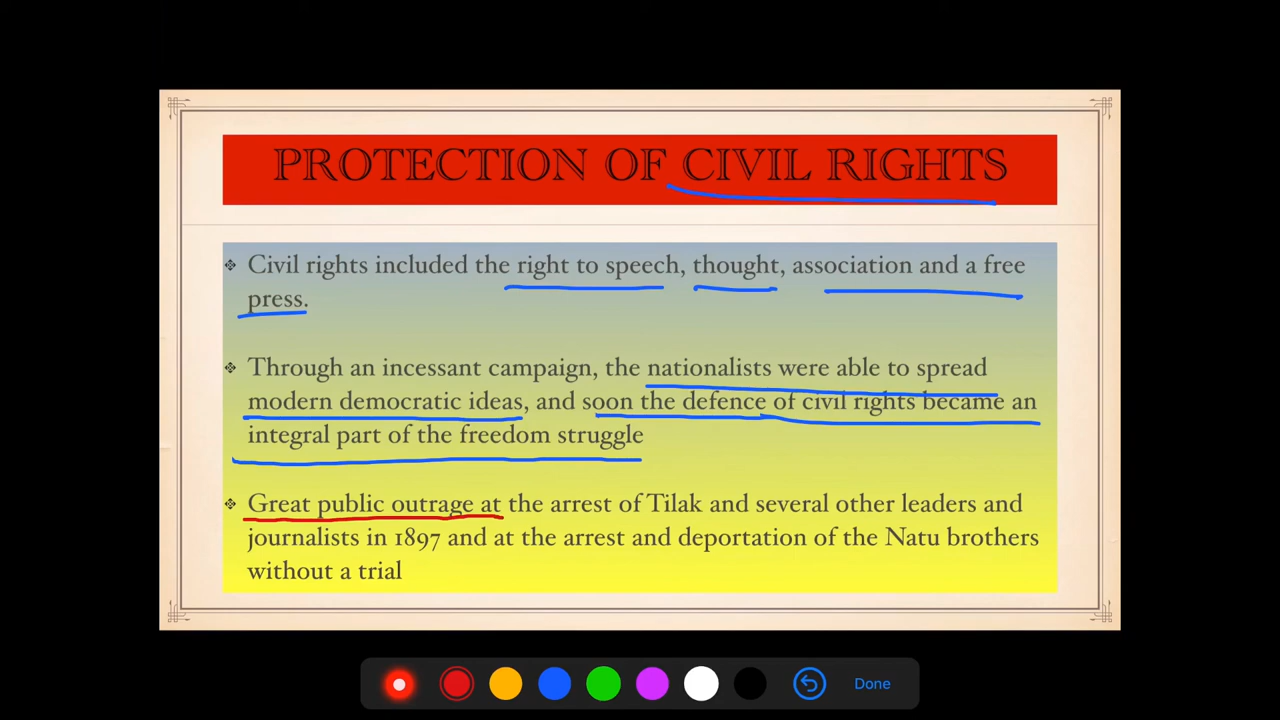 PROTECTION OF CIVIL RIGHTS
❖ Civil rights included the right to speech, thought, association and a free
press.
❖ Through an incessant campaign, the nationalists were able to spread
modern democratic ideas, and soon the defence of civil rights became an
integral part of the freedom struggle
❖ Great public outrage at the arrest of Tilak and several other leaders and
journalists in 1897 and at the arrest and deportation of the Natu brothers
without a trial
Done